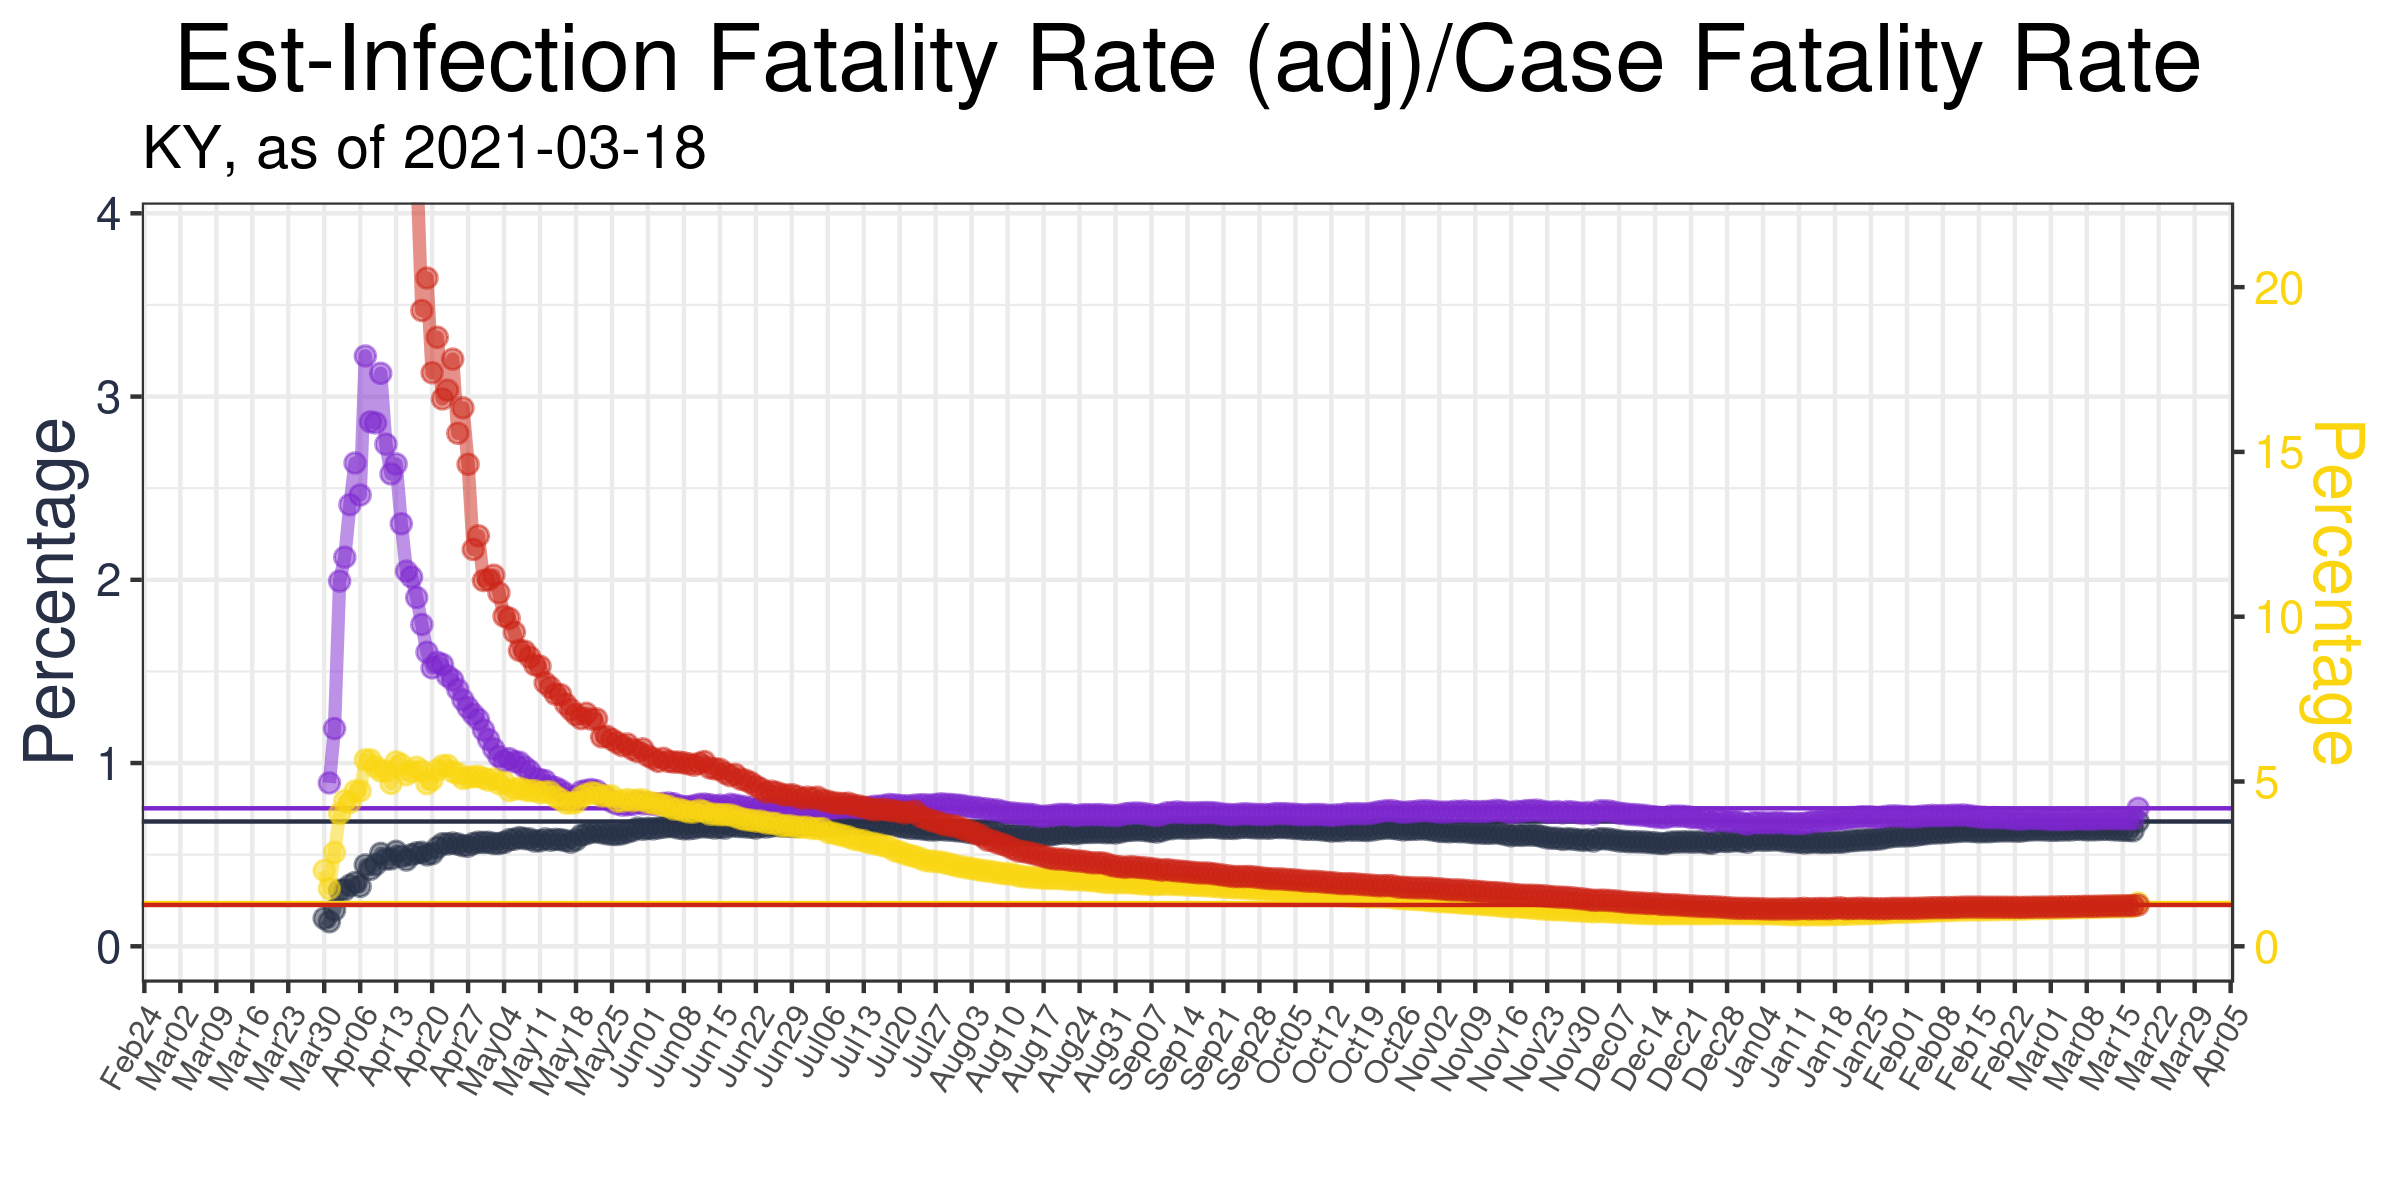 Est-Infection Fatality Rate (adj)/Case Fatality Rate
KY, as of 2021-03-18
Percentage
4
3
2
1
0
20
15
10
5
0
Percentage
Feb24
Mar02
Mar09
Mar16
Mar23
Mar30
Apr06
Apr13
Apr20
Apr27
May04
May11
May18
May25
Jun01
Jun08
Jun15
Jun22
Jun29
Jul06
Jul13
Jul20
Jul27
Aug03
Aug10
Aug17
Aug24
Aug31
Sep07
Sep14
Sep21
Sep28
Oct05
Oct12
Oct19
Oct26
Nov02
Nov09
Nov16
Nov23
Nov30
Dec07
Dec14
Dec21
Dec28
Dec04
Jan11
Jan18
Jan25
Feb01
Feb08
Feb15
Feb22
Mar01
Mar08
Mar15
Mar22
Mar29
Apr05